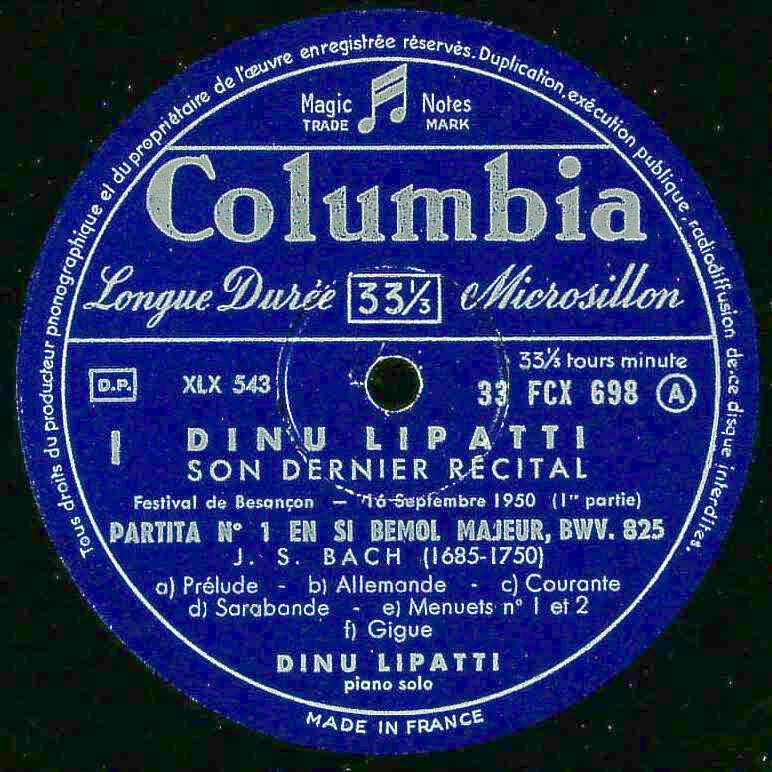 Tous droits du producteur phonographique et du propriétaire de l'œuvre enregistrée réservés. Duplication, exécution publique, radiodiffusion de ce disque interdites.
Magic Notes
TRADE MARK
Columbia
Longue Durée 33⅓ Microsillon
33⅓ tours minute
D.P. XLX 543 33 FCX 698 A
I DINU LIPATTI
SON DERNIER RÉCITAL
Festival de Besançon — 16 Septembre 1950 (1re partie)
PARTITA N° 1 EN SI BEMOL MAJEUR, BWV. 825
J. S. BACH (1685-1750)
a) Prélude - b) Allemande - c) Courante
d) Sarabande - e) Menuets n° 1 et 2
f) Gigue
DINU LIPATTI
piano solo
MADE IN FRANCE